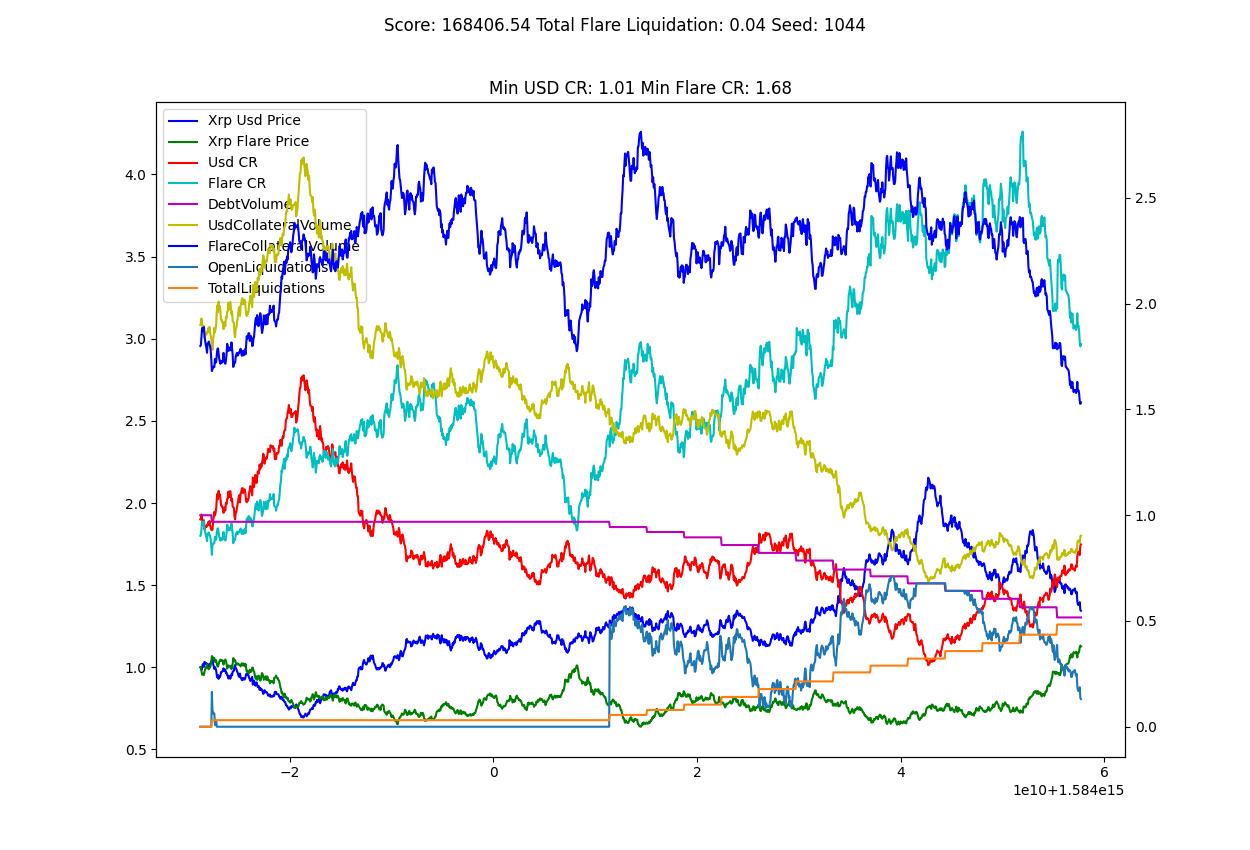 Score: 168406.54 Total Flare Liquidation: 0.04 Seed: 1044
Min USD CR: 1.01 Min Flare CR: 1.68
Xrp Usd Price
Xrp Flare Price
Usd CR
Flare CR
DebtVolume
UsdCollateralVolume
FlareCollateralVolume
OpenLiquidations
TotalLiquidations
4.0
3.5
3.0
2.5
2.0
1.5
1.0
0.5
2.5
2.0
1.5
1.0
0.5
0.0
−2
0
2
4
6
1e10+1.584e15